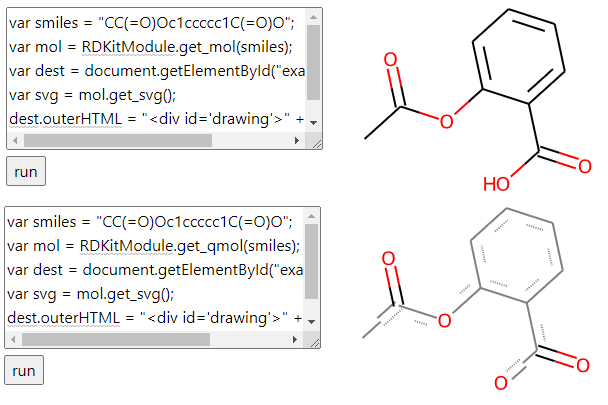 var smiles = "CC(=O)Oc1ccccc1C(=O)O";
var mol = RDKitModule.get_mol(smiles);
var dest = document.getElementById("exa
var svg = mol.get_svg();
dest.outerHTML = "<div id='drawing'>" +
run
O
O
O
HO
var smiles = "CC(=O)Oc1ccccc1C(=O)O";
var mol = RDKitModule.get_qmol(smiles);
var dest = document.getElementById("exa
var svg = mol.get_svg();
dest.outerHTML = "<div id='drawing'>" +
run
O
O
O
O